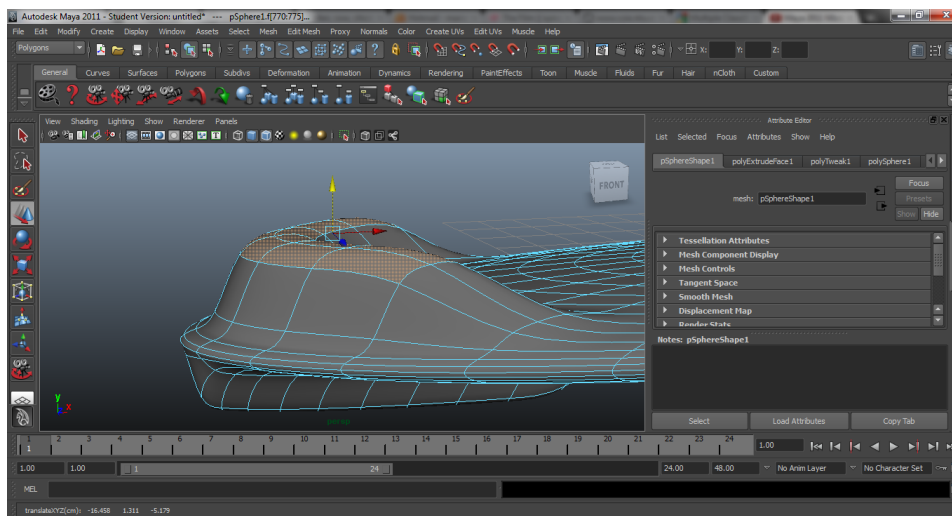 Autodesk Maya 2011 - Student Version: untitled*   ---   pSphere1.f[770:775]...
File Edit Modify Create Display Window Assets Select Mesh Edit Mesh Proxy Normals Color Create UVs Edit UVs Muscle Help
Polygons X: Y: Z:
General Curves Surfaces Polygons Subdivs Deformation Animation Dynamics Rendering PaintEffects Toon Muscle Fluids Fur Hair nCloth Custom
View Shading Lighting Show Renderer Panels
Attribute Editor
List Selected Focus Attributes Show Help
pSphereShape1 polyExtrudeFace1 polyTweak1 polySphere1
Focus
mesh: pSphereShape1
Presets
Show Hide
FRONT
Tessellation Attributes
Mesh Component Display
Mesh Controls
Tangent Space
Smooth Mesh
Displacement Map
Render Stats
Notes: pSphereShape1
y
x
persp
Select Load Attributes Copy Tab
1 2 3 4 5 6 7 8 9 10 11 12 13 14 15 16 17 18 19 20 21 22 23 24
1
1.00
1.00 1.00 1 24 24.00 48.00 No Anim Layer No Character Set
MEL
translateXYZ(cm): -16.458 1.311 -5.179